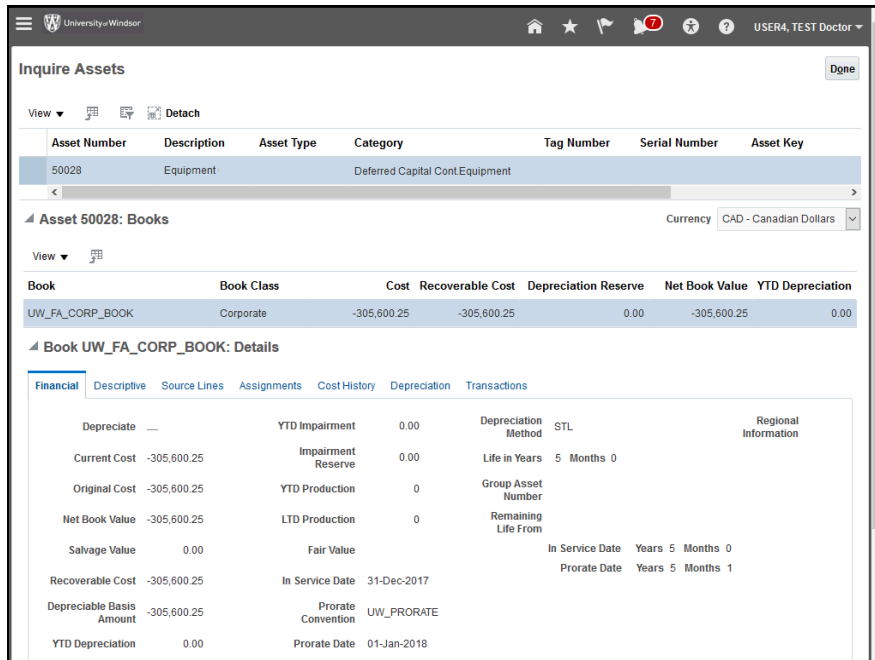 University of Windsor 7 USER4, TEST Doctor
Inquire Assets Done
View Detach
Asset Number Description Asset Type Category Tag Number Serial Number Asset Key
50028 Equipment Deferred Capital Cont.Equipment
Asset 50028: Books Currency CAD - Canadian Dollars
View
Book Book Class Cost Recoverable Cost Depreciation Reserve Net Book Value YTD Depreciation
UW_FA_CORP_BOOK Corporate -305,600.25 -305,600.25 0.00 -305,600.25 0.00
Book UW_FA_CORP_BOOK: Details
Financial Descriptive Source Lines Assignments Cost History Depreciation Transactions
Depreciate — YTD Impairment 0.00 Depreciation Method STL Regional Information
Current Cost -305,600.25 Impairment Reserve 0.00 Life in Years 5 Months 0
Original Cost -305,600.25 YTD Production 0 Group Asset Number
Net Book Value -305,600.25 LTD Production 0 Remaining Life From
Salvage Value 0.00 Fair Value In Service Date Years 5 Months 0
Recoverable Cost -305,600.25 In Service Date 31-Dec-2017 Prorate Date Years 5 Months 1
Depreciable Basis Amount -305,600.25 Prorate Convention UW_PRORATE
YTD Depreciation 0.00 Prorate Date 01-Jan-2018